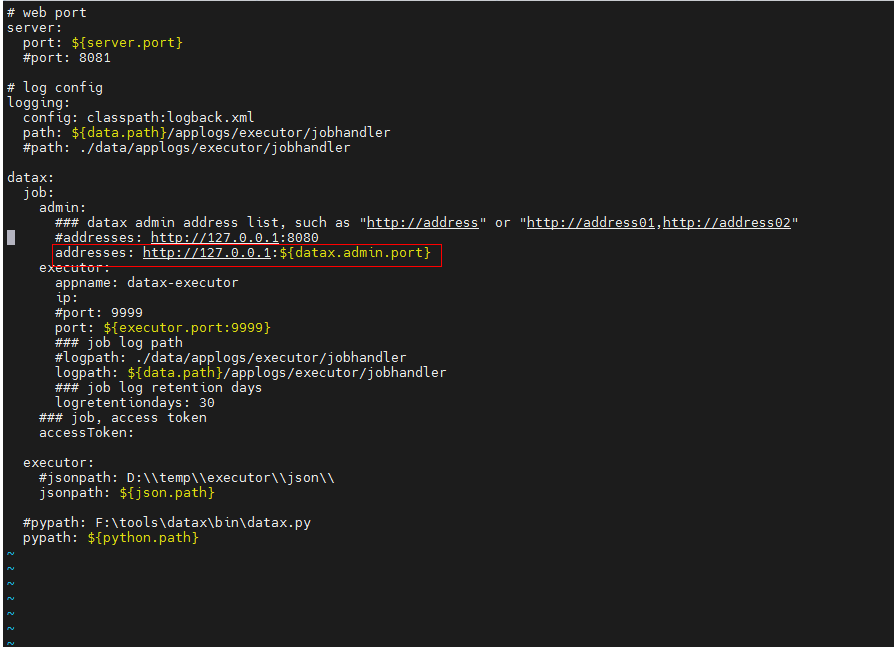 # web port
server:
  port: ${server.port}
  #port: 8081

# log config
logging:
  config: classpath:logback.xml
  path: ${data.path}/applogs/executor/jobhandler
  #path: ./data/applogs/executor/jobhandler

datax:
  job:
    admin:
      ### datax admin address list, such as "http://address" or "http://address01,http://address02"
      #addresses: http://127.0.0.1:8080
      addresses: http://127.0.0.1:${datax.admin.port}
    executor:
      appname: datax-executor
      ip:
      #port: 9999
      port: ${executor.port:9999}
      ### job log path
      #logpath: ./data/applogs/executor/jobhandler
      logpath: ${data.path}/applogs/executor/jobhandler
      ### job log retention days
      logretentiondays: 30
    ### job, access token
    accessToken:

  executor:
    #jsonpath: D:\\temp\\executor\\json\\
    jsonpath: ${json.path}

  #pypath: F:\tools\datax\bin\datax.py
  pypath: ${python.path}
~
~
~
~
~
~
~